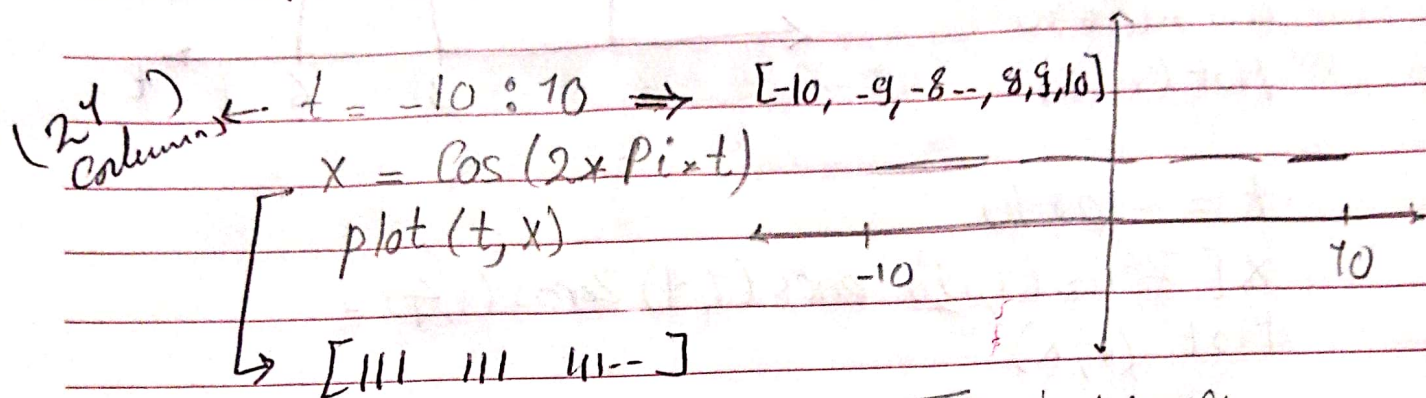 (21 columns) ← t = -10 : 10 ⇒ [-10, -9, -8--, 8,9,10]
x = Cos (2* Pi*t)
plot (t, x)
-10 10
[111 111 111--]